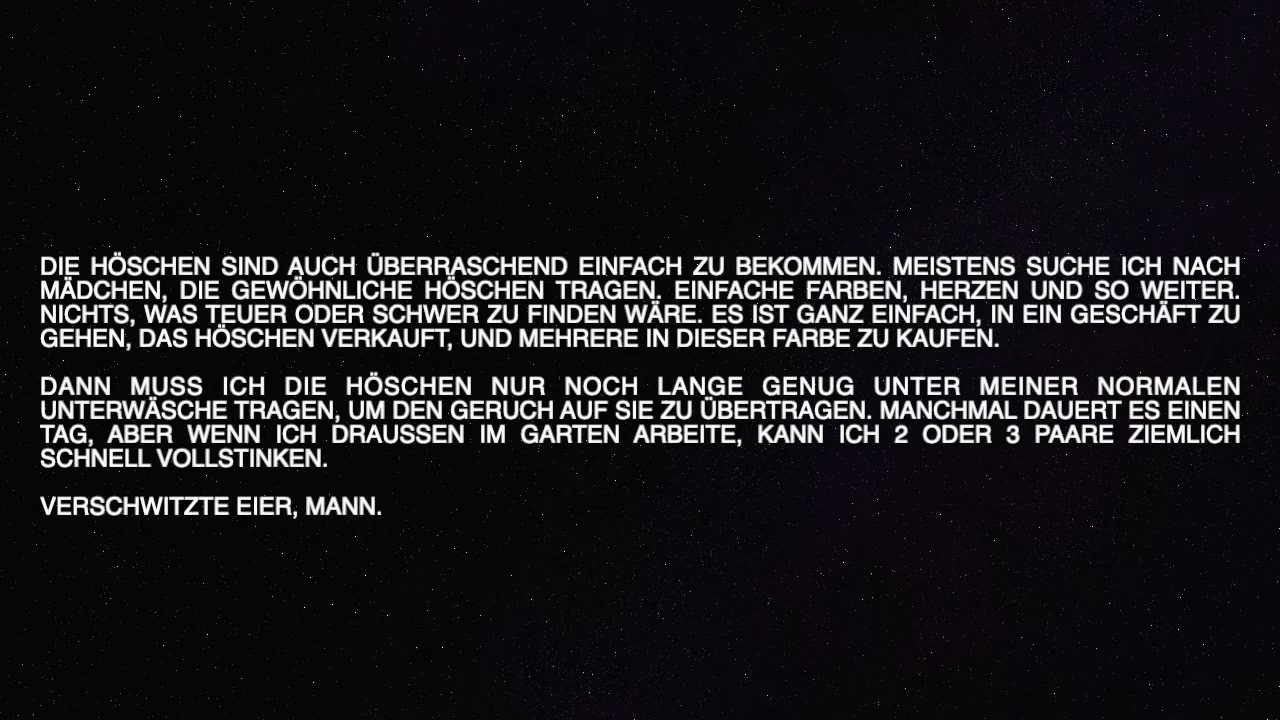 DIE HÖSCHEN SIND AUCH ÜBERRASCHEND EINFACH ZU BEKOMMEN. MEISTENS SUCHE ICH NACH
MÄDCHEN, DIE GEWÖHNLICHE HÖSCHEN TRAGEN. EINFACHE FARBEN, HERZEN UND SO WEITER.
NICHTS, WAS TEUER ODER SCHWER ZU FINDEN WÄRE. ES IST GANZ EINFACH, IN EIN GESCHÄFT ZU
GEHEN, DAS HÖSCHEN VERKAUFT, UND MEHRERE IN DIESER FARBE ZU KAUFEN.
DANN MUSS ICH DIE HÖSCHEN NUR NOCH LANGE GENUG UNTER MEINER NORMALEN
UNTERWÄSCHE TRAGEN, UM DEN GERUCH AUF SIE ZU ÜBERTRAGEN. MANCHMAL DAUERT ES EINEN
TAG, ABER WENN ICH DRAUSSEN IM GARTEN ARBEITE, KANN ICH 2 ODER 3 PAARE ZIEMLICH
SCHNELL VOLLSTINKEN.
VERSCHWITZTE EIER, MANN.